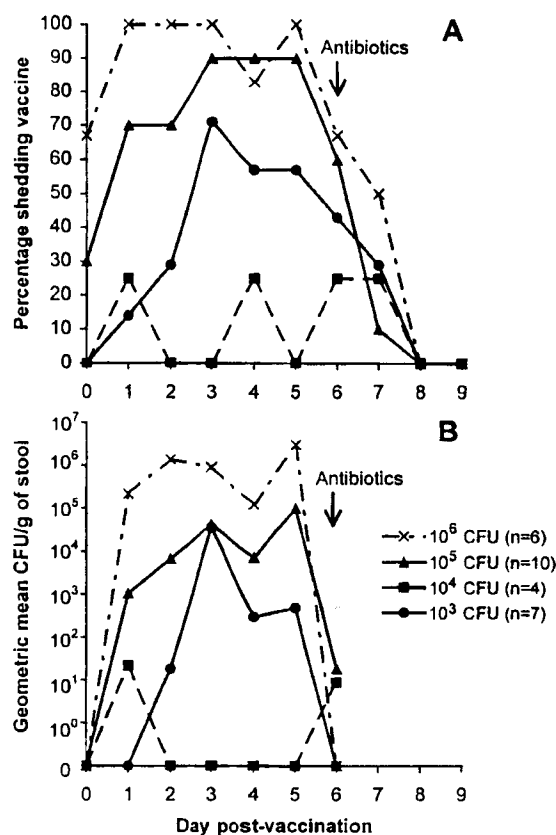 A
Antibiotics
Percentage shedding vaccine
100
90
80
70
60
50
40
30
20
10
0
0 1 2 3 4 5 6 7 8 9
B
Antibiotics
Geometric mean CFU/g of stool
10⁷
10⁶
10⁵
10⁴
10³
10²
10¹
10⁰
0
10⁶ CFU (n=6)
10⁵ CFU (n=10)
10⁴ CFU (n=4)
10³ CFU (n=7)
0 1 2 3 4 5 6 7 8 9
Day post-vaccination